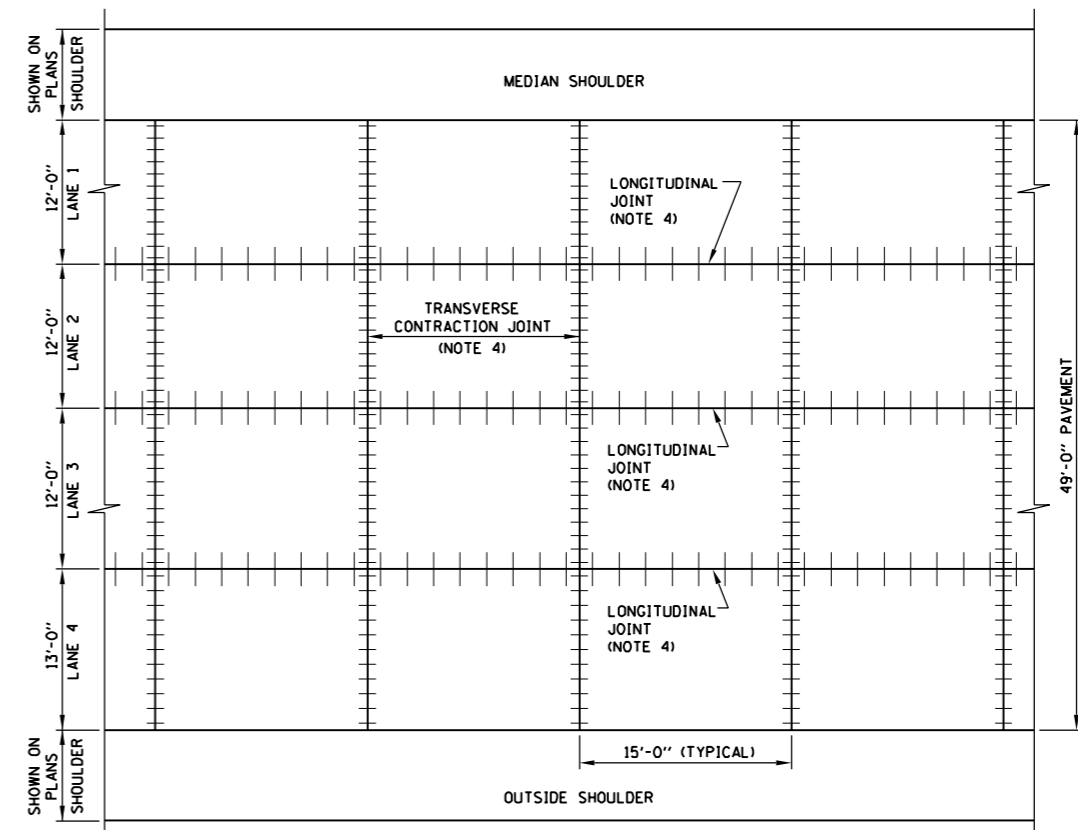 SHOWN ON
PLANS
SHOULDER
MEDIAN SHOULDER
12'-0"
LANE 1
LONGITUDINAL
JOINT
(NOTE 4)
12'-0"
LANE 2
TRANSVERSE
CONTRACTION JOINT
(NOTE 4)
12'-0"
LANE 3
LONGITUDINAL
JOINT
(NOTE 4)
49'-0" PAVEMENT
13'-0"
LANE 4
LONGITUDINAL
JOINT
(NOTE 4)
SHOWN ON
PLANS
SHOULDER
15'-0" (TYPICAL)
OUTSIDE SHOULDER